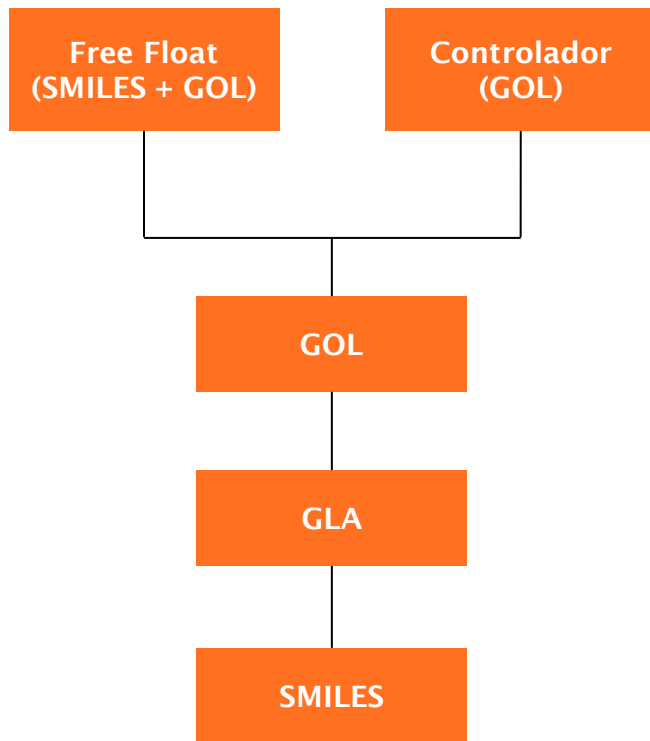 Free Float
(SMILES + GOL)
Controlador
(GOL)
GOL
GLA
SMILES